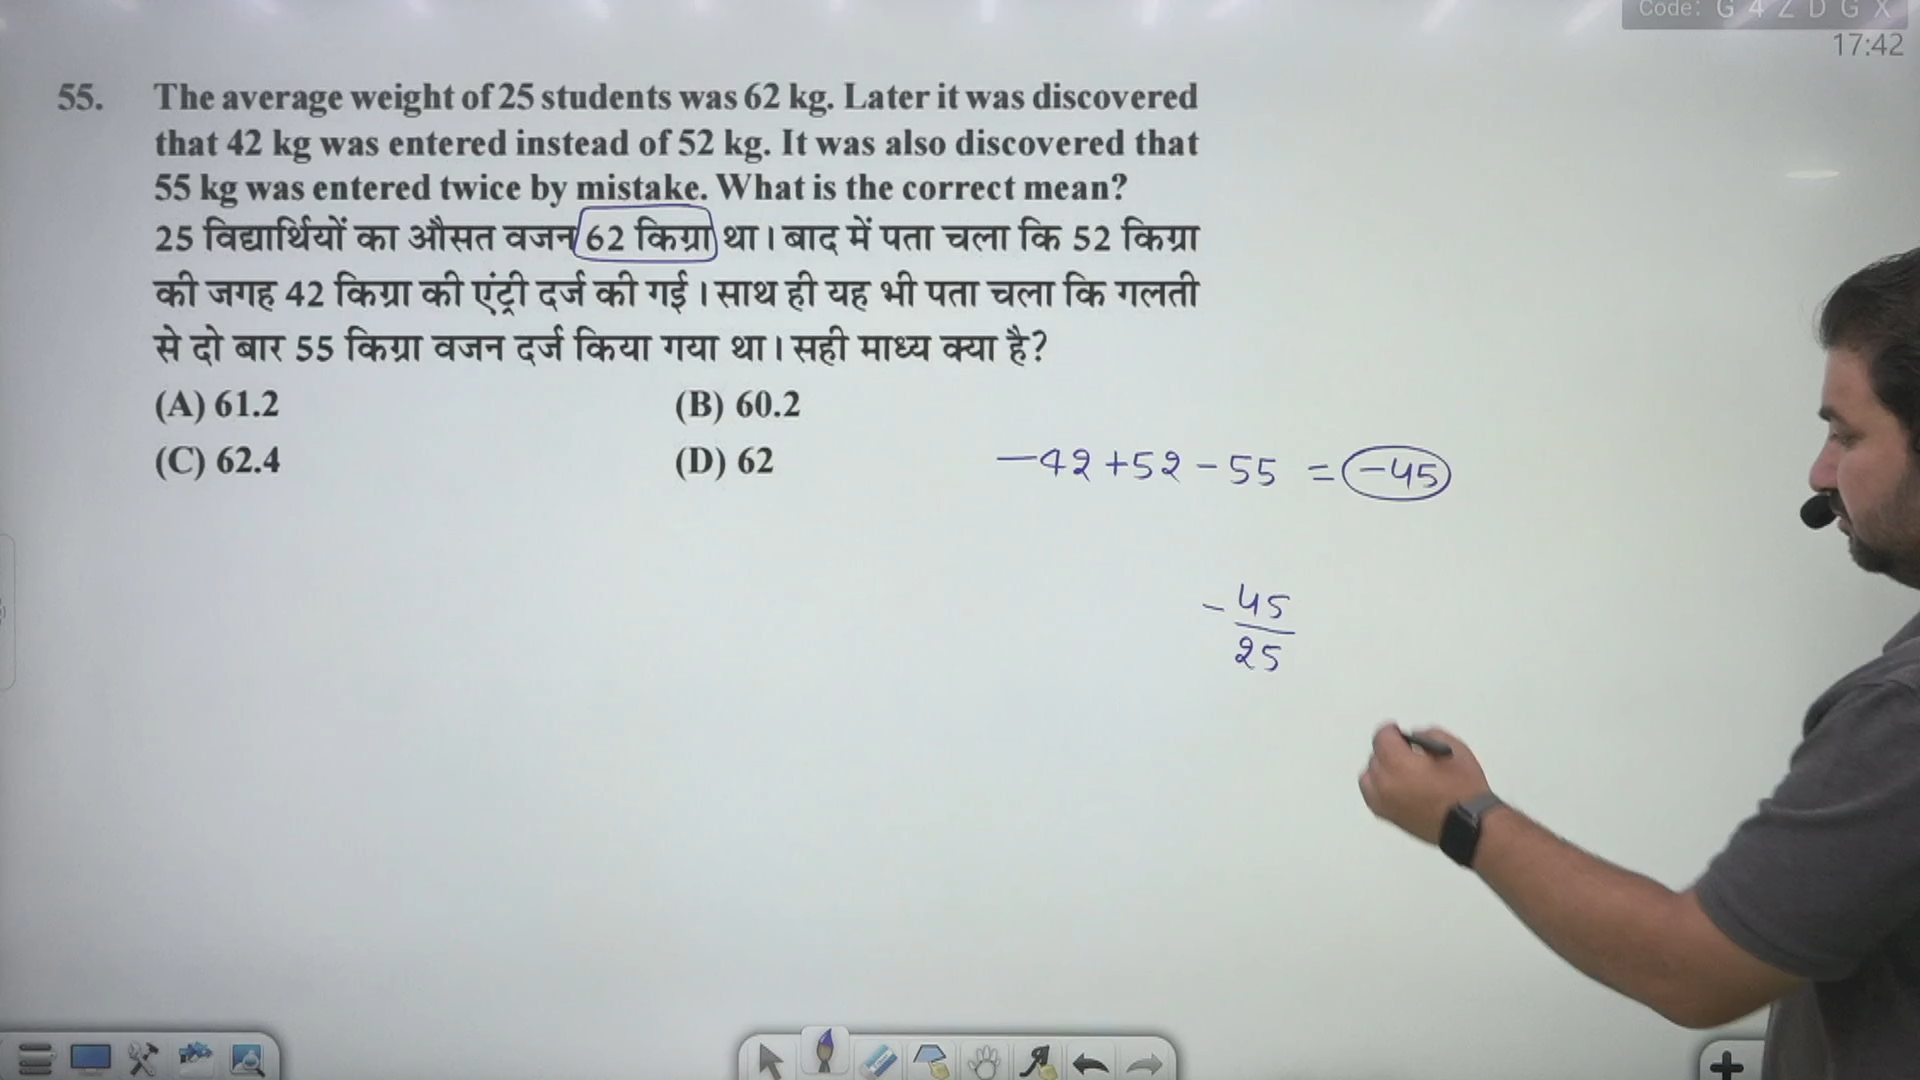 Code: G 4 Z D G X
17:42
55. The average weight of 25 students was 62 kg. Later it was discovered
that 42 kg was entered instead of 52 kg. It was also discovered that
55 kg was entered twice by mistake. What is the correct mean?
25 विद्यार्थियों का औसत वजन 62 किग्रा था। बाद में पता चला कि 52 किग्रा
की जगह 42 किग्रा की एंट्री दर्ज की गई। साथ ही यह भी पता चला कि गलती
से दो बार 55 किग्रा वजन दर्ज किया गया था। सही माध्य क्या है?
(A) 61.2 (B) 60.2
(C) 62.4 (D) 62
-42+52-55 = -45
- 45
25